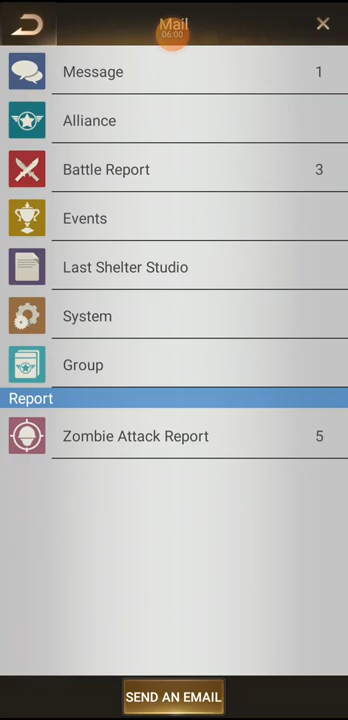 Mail
06:00
Message 1
Alliance
Battle Report 3
Events
Last Shelter Studio
System
Group
Report
Zombie Attack Report 5
SEND AN EMAIL